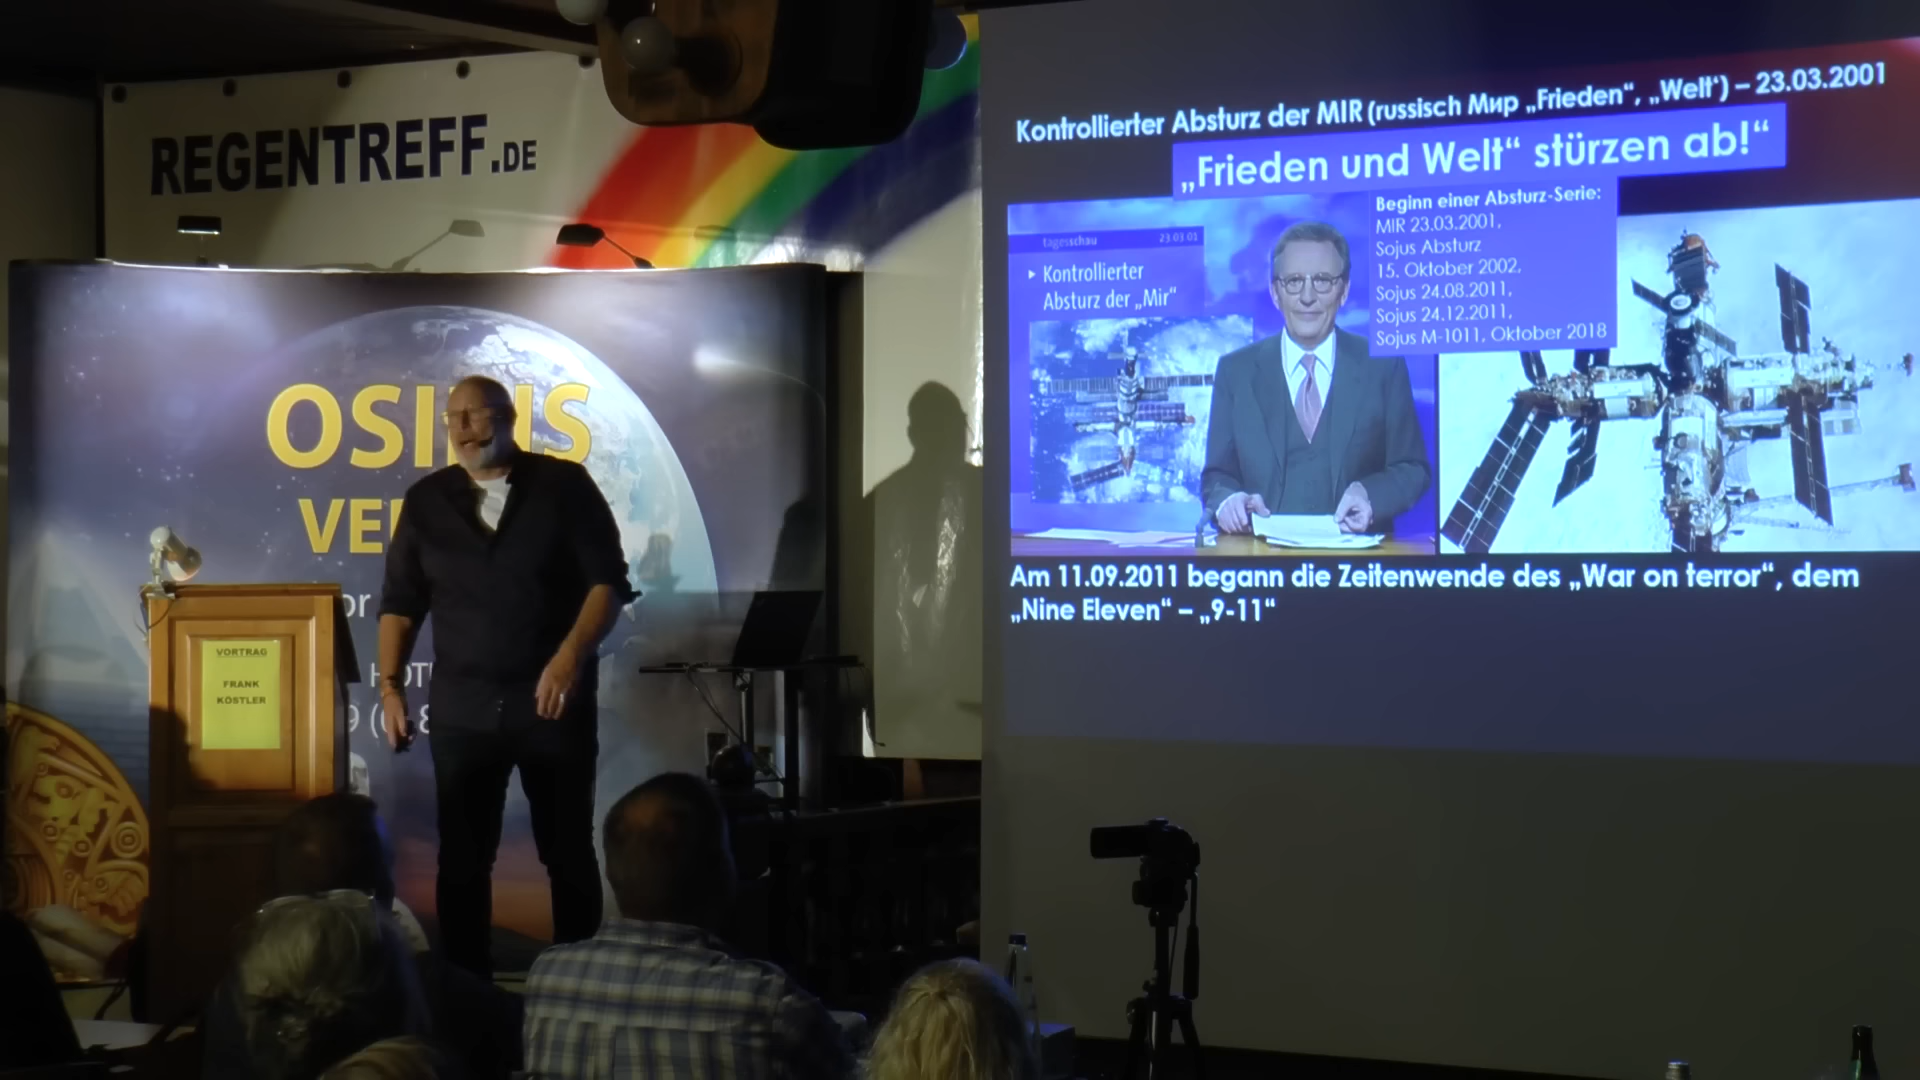 REGENTREFF.DE
OSI IS
VE
VORTRAG
FRANK
KOSTLER
Kontrollierter Absturz der MIR (russisch Мир „Frieden“, „Welt‘) – 23.03.2001
„Frieden und Welt“ stürzen ab!“
Beginn einer Absturz-Serie:
MIR 23.03.2001,
Sojus Absturz
15. Oktober 2002,
Sojus 24.08.2011,
Sojus 24.12.2011,
Sojus M-1011, Oktober 2018
tagesschau 23.03.01
Kontrollierter
Absturz der „Mir“
Am 11.09.2011 begann die Zeitenwende des „War on terror“, dem
„Nine Eleven“ – „9-11“